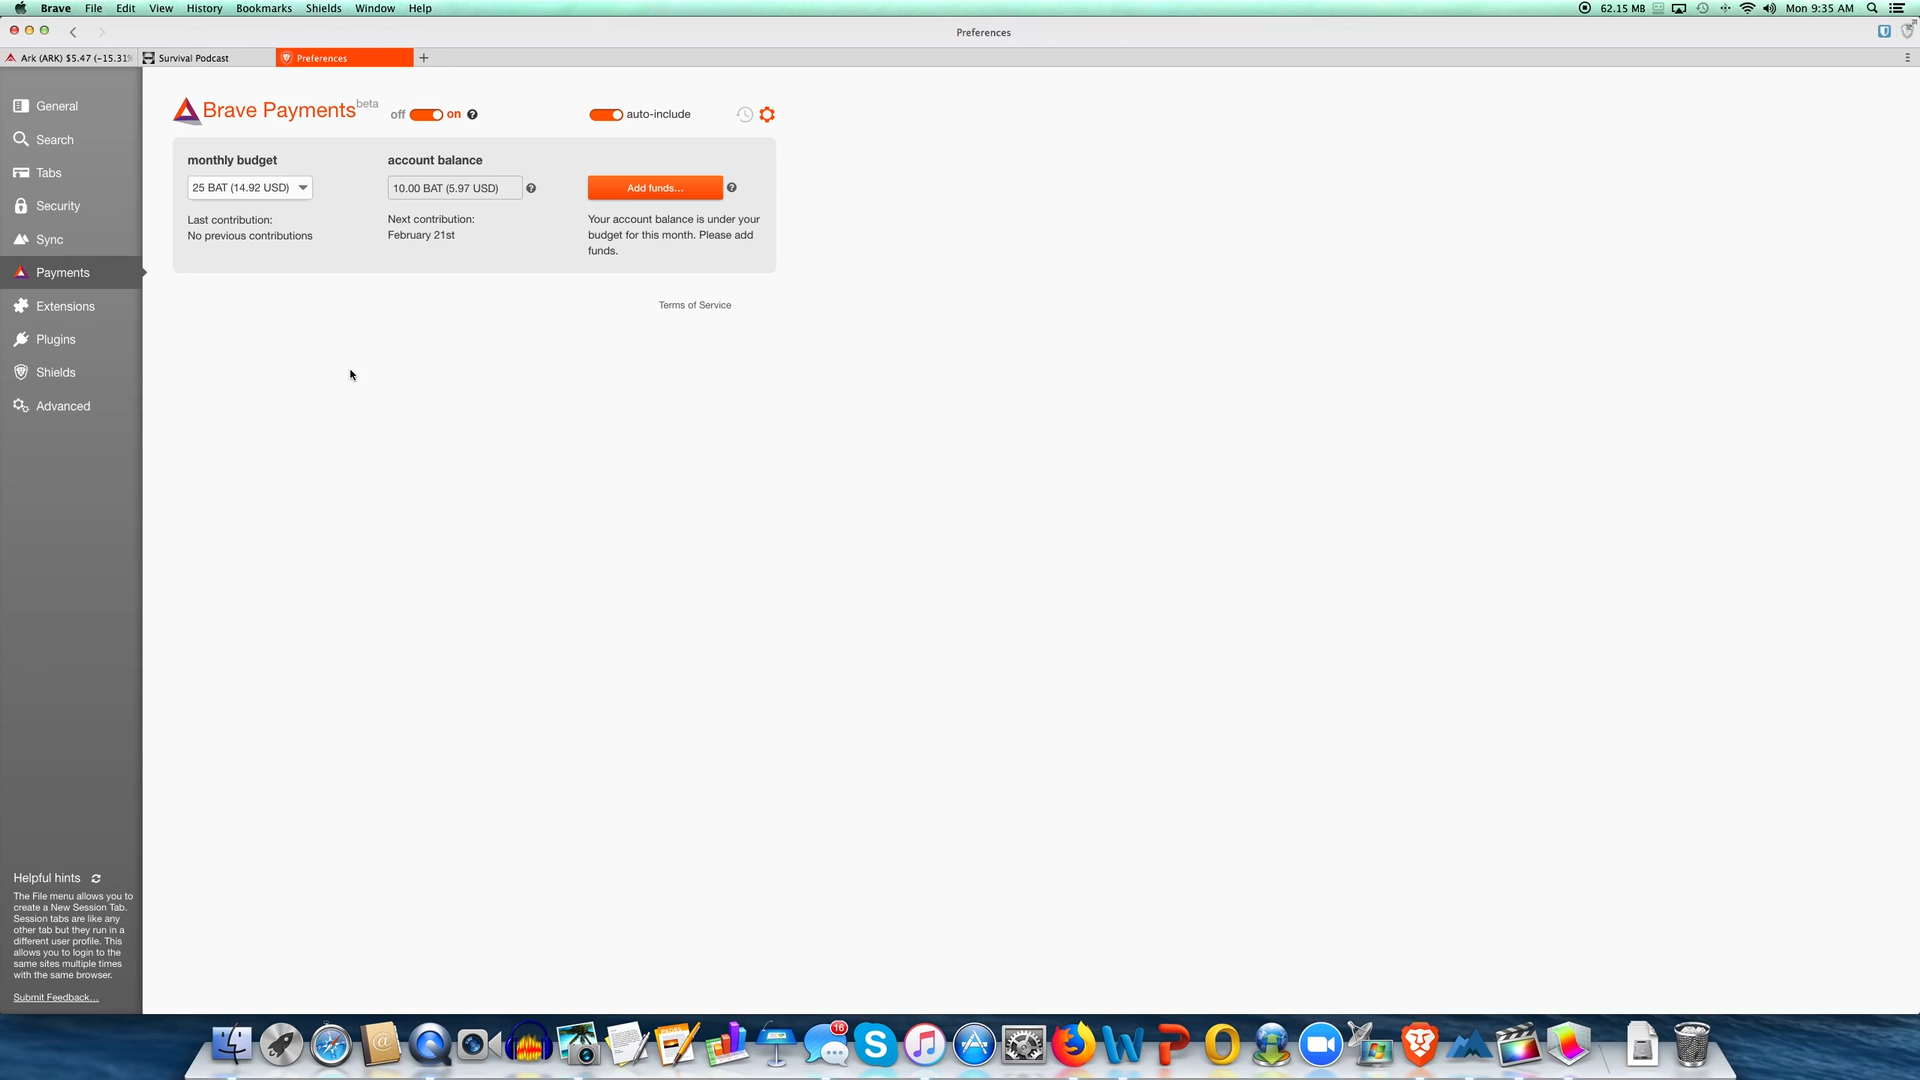 Brave File Edit View History Bookmarks Shields Window Help 62.15 MB Mon 9:35 AM
Preferences
Ark (ARK) $5.47 (-15.31% Survival Podcast Preferences
General
Search
Tabs
Security
Sync
Payments
Extensions
Plugins
Shields
Advanced
Brave Payments beta off on auto-include
monthly budget account balance
25 BAT (14.92 USD) 10.00 BAT (5.97 USD) Add funds...
Last contribution:
No previous contributions
Next contribution:
February 21st
Your account balance is under your
budget for this month. Please add
funds.
Terms of Service
Helpful hints
The File menu allows you to
create a New Session Tab.
Session tabs are like any
other tab but they run in a
different user profile. This
allows you to login to the
same sites multiple times
with the same browser.
Submit Feedback...
16